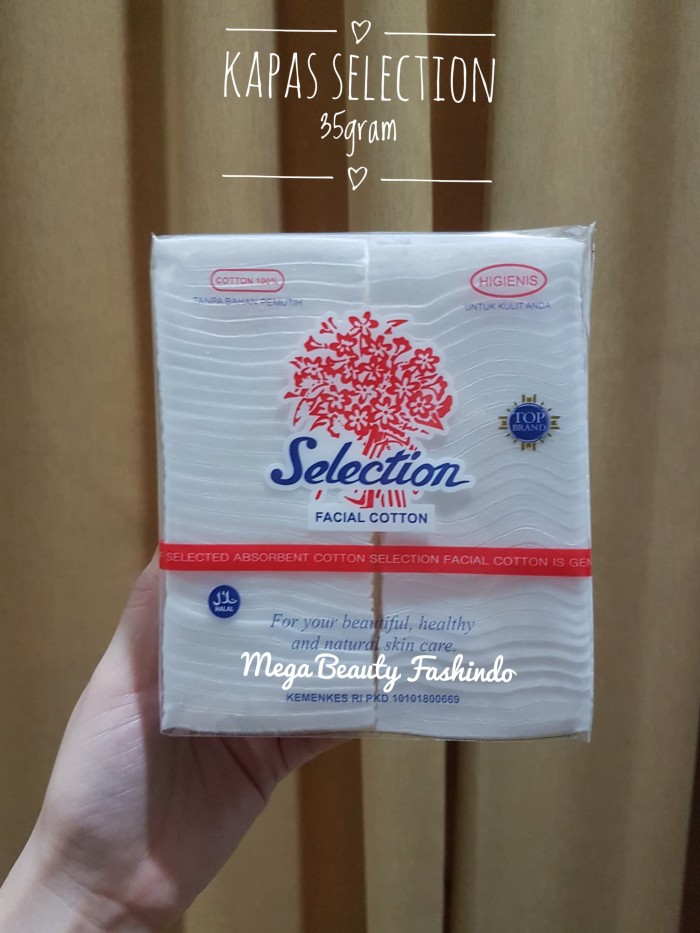 KAPAS SELECTION
35gram
COTTON 100%
TANPA BAHAN PEMUTIH
HIGIENIS
UNTUK KULIT ANDA
TOP
BRAND
Selection
FACIAL COTTON
SELECTED ABSORBENT COTTON SELECTION FACIAL COTTON IS GEN
HALAL
For your beautiful, healthy
and natural skin care.
Mega Beauty Fashindo
KEMENKES RI PKD 10101800669